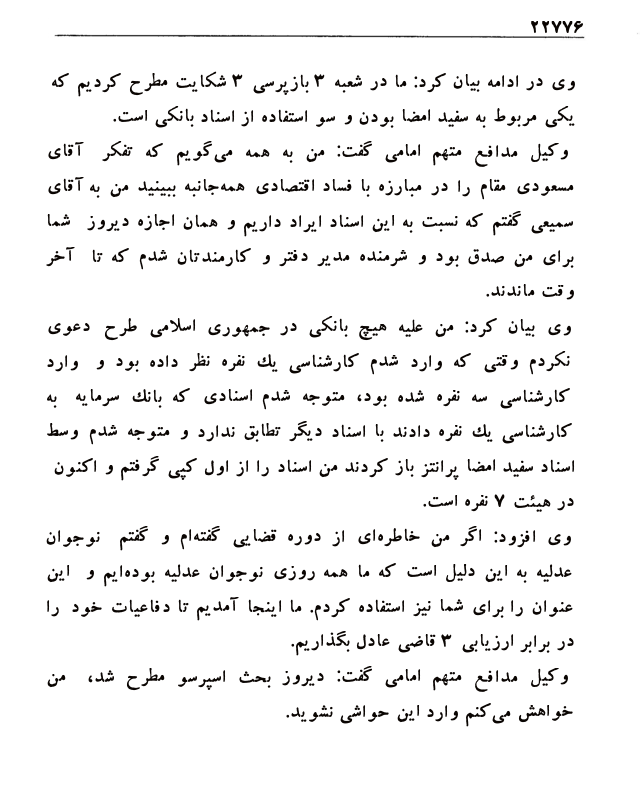 ۲۲۷۷۶
وی در ادامه بیان کرد: ما در شعبه ۳ بازپرسی ۳ شکایت مطرح کردیم که
یکی مربوط به سفید امضا بودن و سو استفاده از اسناد بانکی است.
وکیل مدافع متهم امامی گفت: من به همه می‌گویم که تفکر آقای
مسعودی مقام را در مبارزه با فساد اقتصادی همه‌جانبه ببینید من به آقای
سمیعی گفتم که نسبت به این اسناد ایراد داریم و همان اجازه دیروز شما
برای من صدق بود و شرمنده مدیر دفتر و کارمندتان شدم که تا آخر
وقت ماندند.
وی بیان کرد: من علیه هیچ بانکی در جمهوری اسلامی طرح دعوی
نکردم وقتی که وارد شدم کارشناسی یك نفره نظر داده بود و وارد
کارشناسی سه نفره شده بود، متوجه شدم اسنادی که بانك سرمایه به
کارشناسی یك نفره دادند با اسناد دیگر تطابق ندارد و متوجه شدم وسط
اسناد سفید امضا پرانتز باز کردند من اسناد را از اول کپی گرفتم و اکنون
در هیئت ۷ نفره است.
وی افزود: اگر من خاطره‌ای از دوره قضایی گفته‌ام و گفتم نوجوان
عدلیه به این دلیل است که ما همه روزی نوجوان عدلیه بوده‌ایم و این
عنوان را برای شما نیز استفاده کردم. ما اینجا آمدیم تا دفاعیات خود را
در برابر ارزیابی ۳ قاضی عادل بگذاریم.
وکیل مدافع متهم امامی گفت: دیروز بحث اسپرسو مطرح شد، من
خواهش می‌کنم وارد این حواشی نشوید.